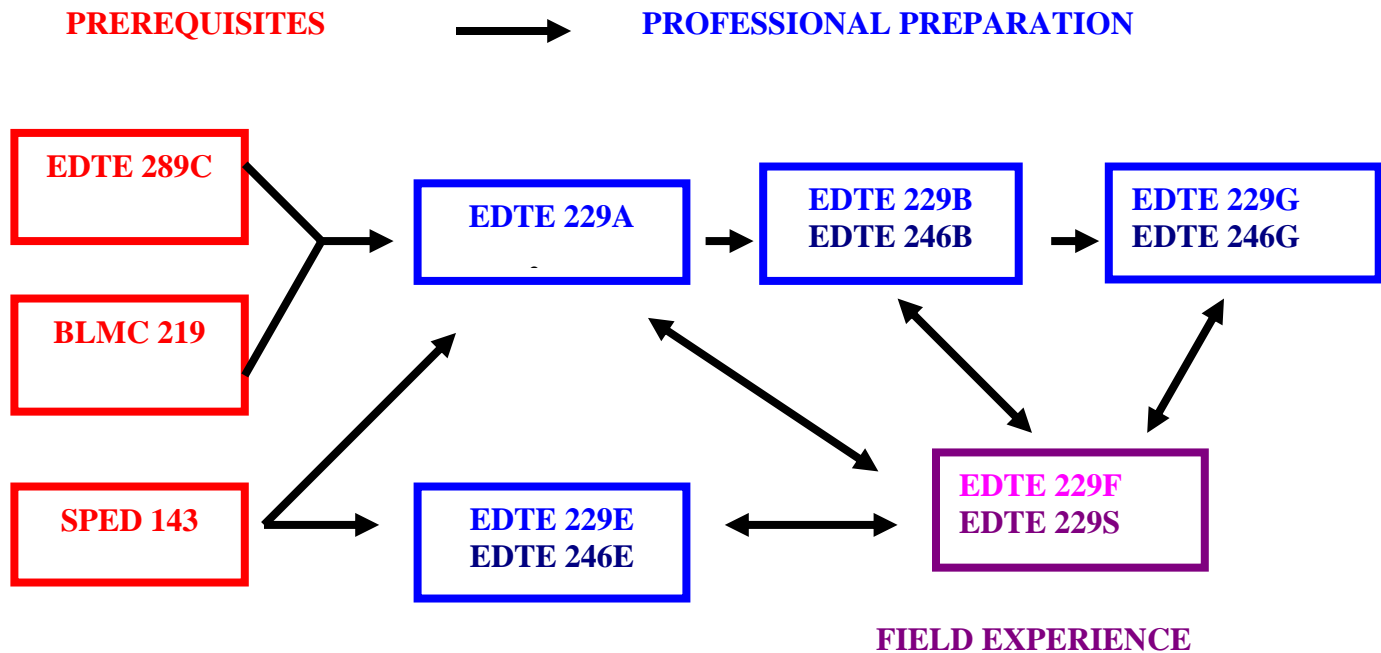 PREREQUISITES
PROFESSIONAL PREPARATION
EDTE 289C
BLMC 219
SPED 143
EDTE 229A
EDTE 229E
EDTE 246E
EDTE 229B
EDTE 246B
EDTE 229G
EDTE 246G
EDTE 229F
EDTE 229S
FIELD EXPERIENCE